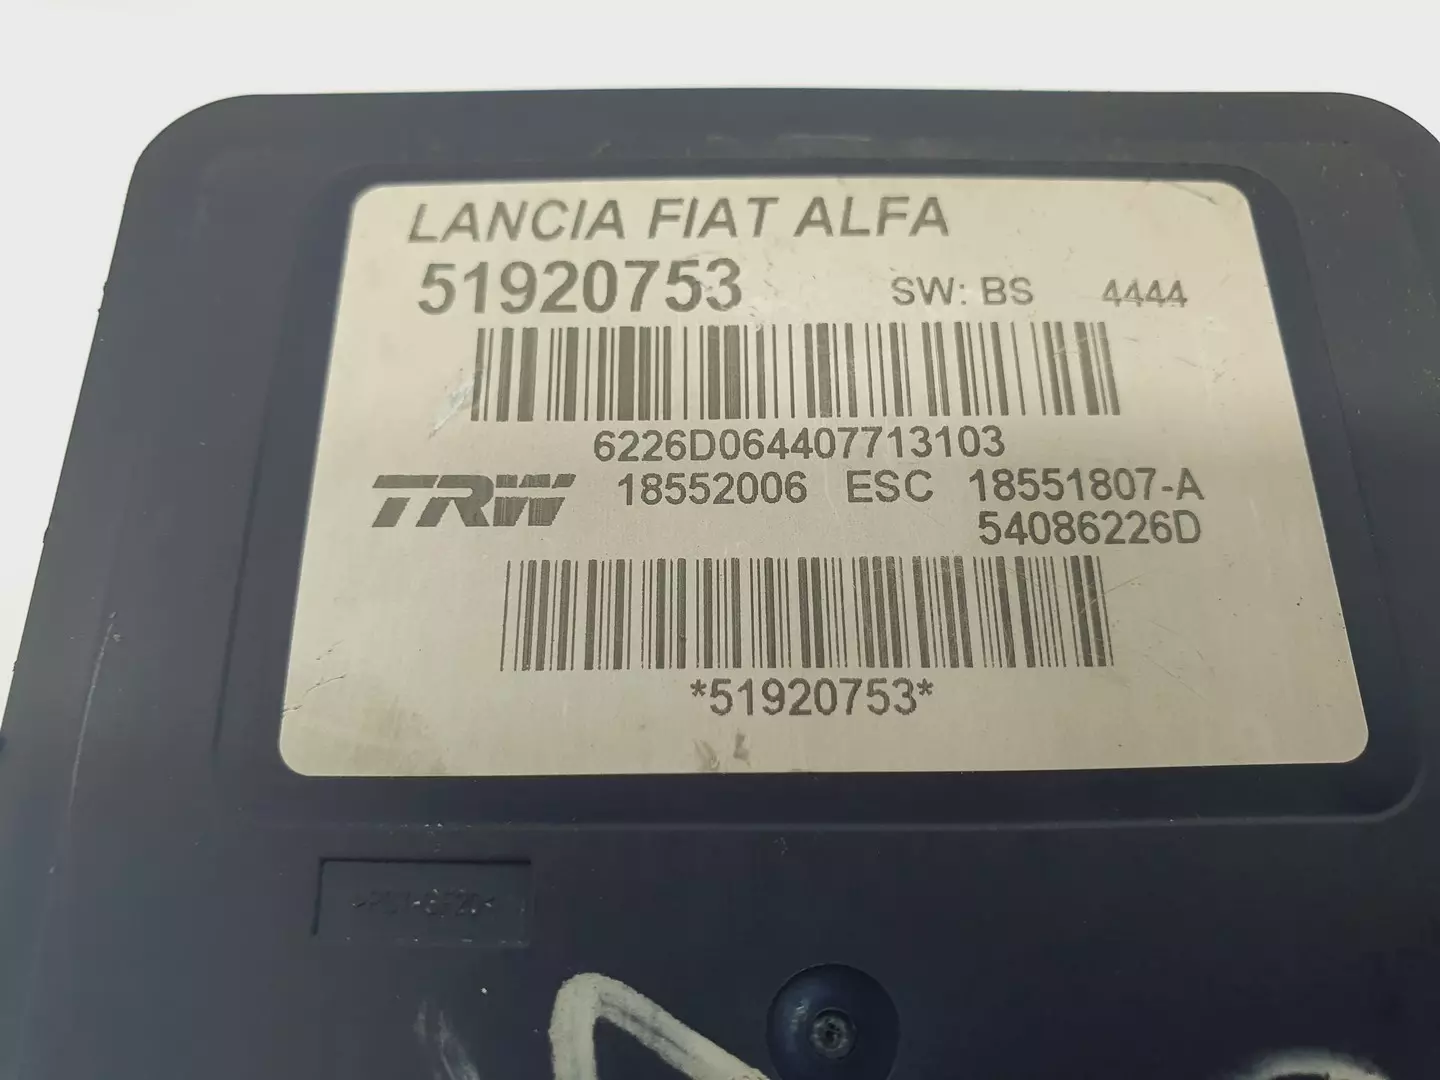 LANCIA FIAT ALFA
51920753 SW: BS 4444
6226D064407713103
TRW 18552006 ESC 18551807-A
54086226D
*51920753*